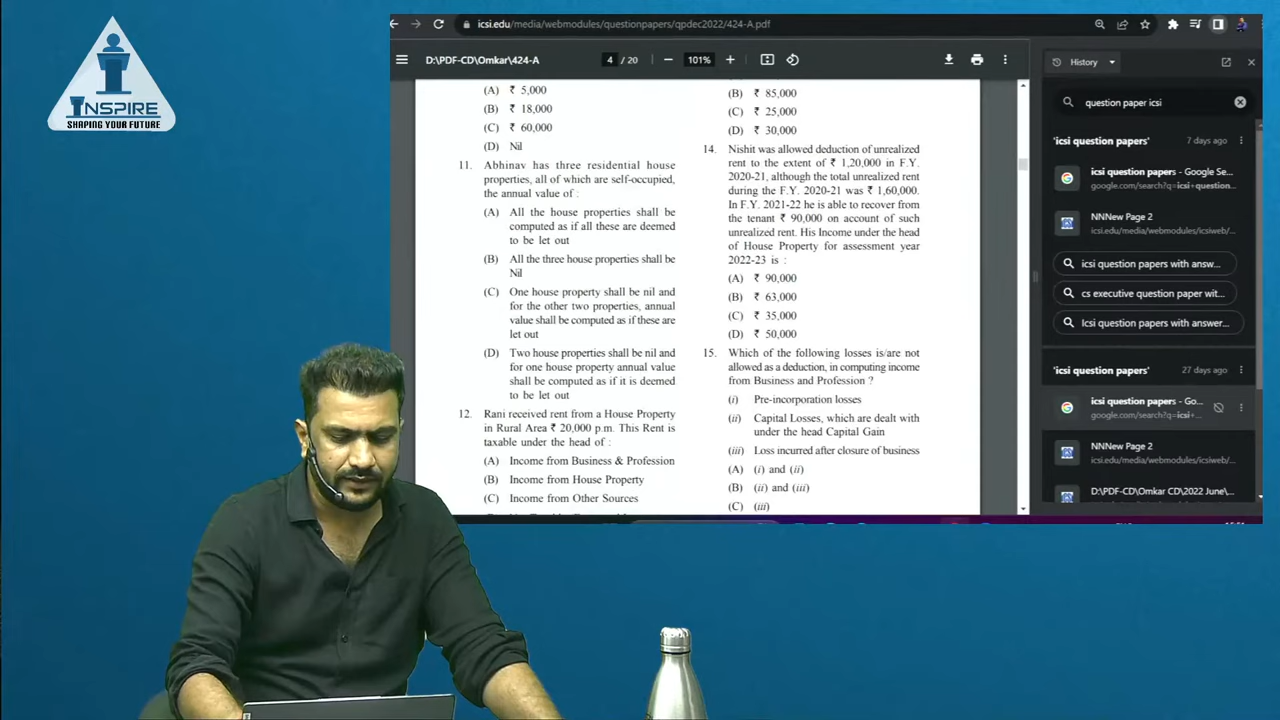 INSPIRE
SHAPING YOUR FUTURE
icsi.edu/media/webmodules/questionpapers/qpdec2022/424-A.pdf
D:\PDF-CD\Omkar\424-A
4 / 20
101%
(A) ₹ 5,000
(B) ₹ 18,000
(C) ₹ 60,000
(D) Nil
11. Abhinav has three residential house
properties, all of which are self-occupied,
the annual value of :
(A) All the house properties shall be
computed as if all these are deemed
to be let out
(B) All the three house properties shall be
Nil
(C) One house property shall be nil and
for the other two properties, annual
value shall be computed as if these are
let out
(D) Two house properties shall be nil and
for one house property annual value
shall be computed as if it is deemed
to be let out
12. Rani received rent from a House Property
in Rural Area ₹ 20,000 p.m. This Rent is
taxable under the head of :
(A) Income from Business & Profession
(B) Income from House Property
(C) Income from Other Sources
(B) ₹ 85,000
(C) ₹ 25,000
(D) ₹ 30,000
14. Nishit was allowed deduction of unrealized
rent to the extent of ₹ 1,20,000 in F.Y.
2020-21, although the total unrealized rent
during the F.Y. 2020-21 was ₹ 1,60,000.
In F.Y. 2021-22 he is able to recover from
the tenant ₹ 90,000 on account of such
unrealized rent. His Income under the head
of House Property for assessment year
2022-23 is :
(A) ₹ 90,000
(B) ₹ 63,000
(C) ₹ 35,000
(D) ₹ 50,000
15. Which of the following losses is/are not
allowed as a deduction, in computing income
from Business and Profession ?
(i) Pre-incorporation losses
(ii) Capital Losses, which are dealt with
under the head Capital Gain
(iii) Loss incurred after closure of business
(A) (i) and (ii)
(B) (ii) and (iii)
(C) (iii)
History
question paper icsi
'icsi question papers' 7 days ago
icsi question papers - Google Se...
google.com/search?q=icsi+question
NNNew Page 2
icsi.edu/media/webmodules/icsiweb/...
icsi question papers with answ...
cs executive question paper wit...
Icsi question papers with answer...
'icsi question papers' 27 days ago
icsi question papers - Go...
google.com/search?q=icsi+...
NNNew Page 2
icsi.edu/media/webmodules/icsiweb/...
D:\PDF-CD\Omkar CD\2022 June\...